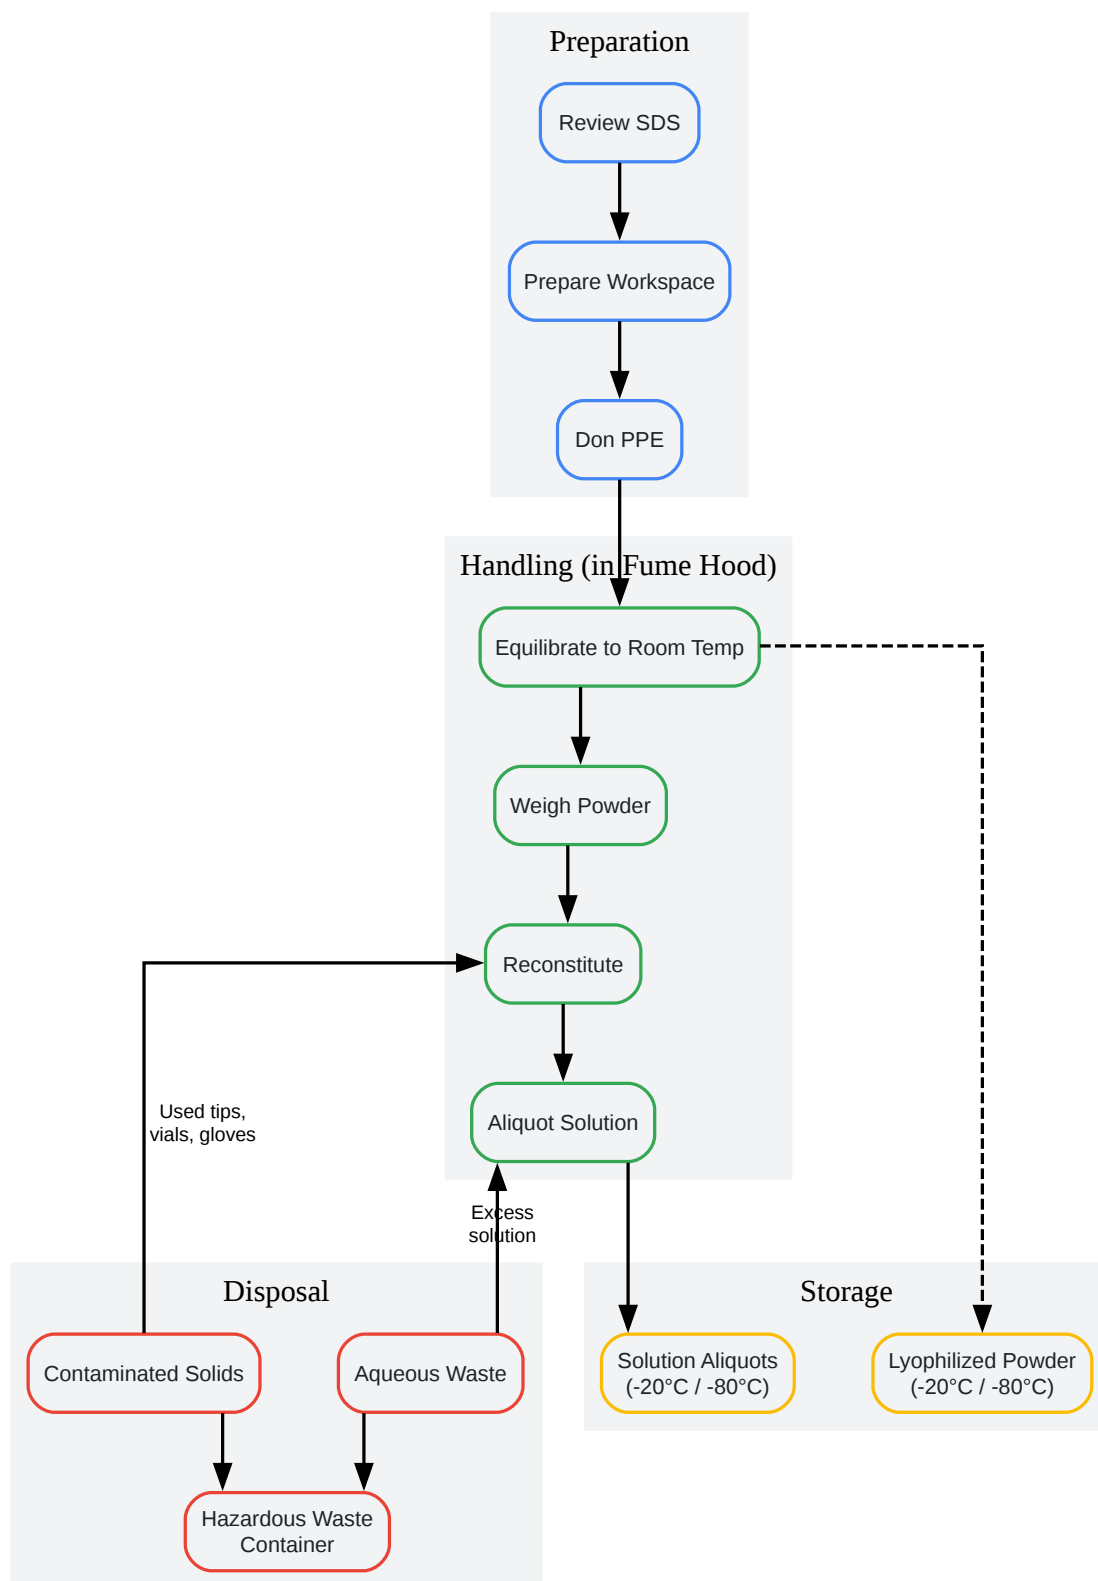 Preparation
Review SDS
Prepare Workspace
Don PPE
Handling (in Fume Hood)
Equilibrate to Room Temp
Weigh Powder
Reconstitute
Used tips,
vials, gloves
Aliquot Solution
Excess
solution
Disposal
Contaminated Solids
Aqueous Waste
Hazardous Waste
Container
Storage
Solution Aliquots
(-20°C / -80°C)
Lyophilized Powder
(-20°C / -80°C)